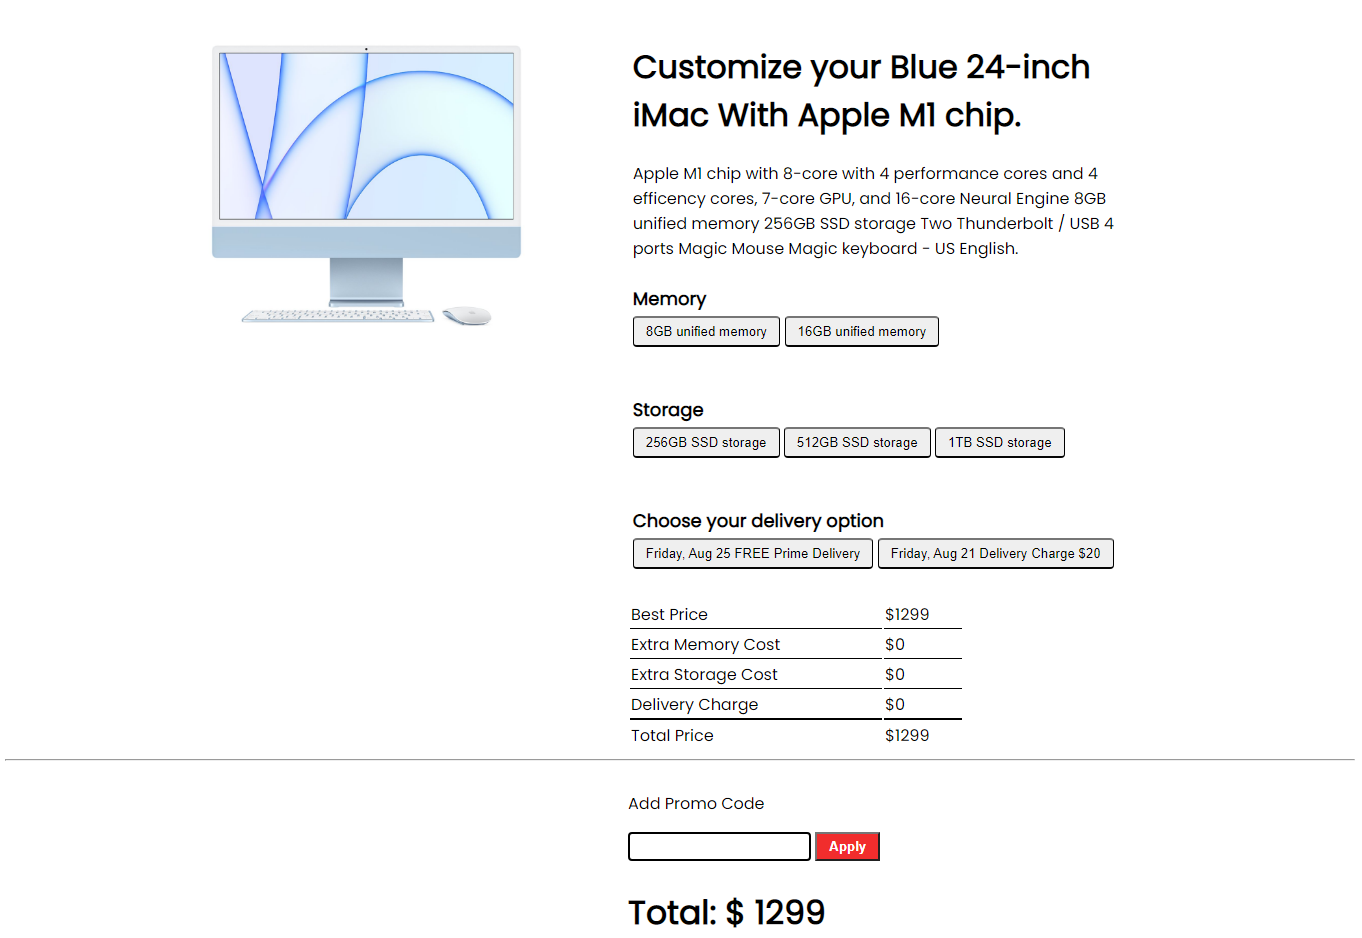 Customize your Blue 24-inch
iMac With Apple M1 chip.
Apple M1 chip with 8-core with 4 performance cores and 4
efficency cores, 7-core GPU, and 16-core Neural Engine 8GB
unified memory 256GB SSD storage Two Thunderbolt / USB 4
ports Magic Mouse Magic keyboard - US English.
Memory
8GB unified memory 16GB unified memory
Storage
256GB SSD storage 512GB SSD storage 1TB SSD storage
Choose your delivery option
Friday, Aug 25 FREE Prime Delivery Friday, Aug 21 Delivery Charge $20
Best Price $1299
Extra Memory Cost $0
Extra Storage Cost $0
Delivery Charge $0
Total Price $1299
Add Promo Code
Apply
Total: $ 1299